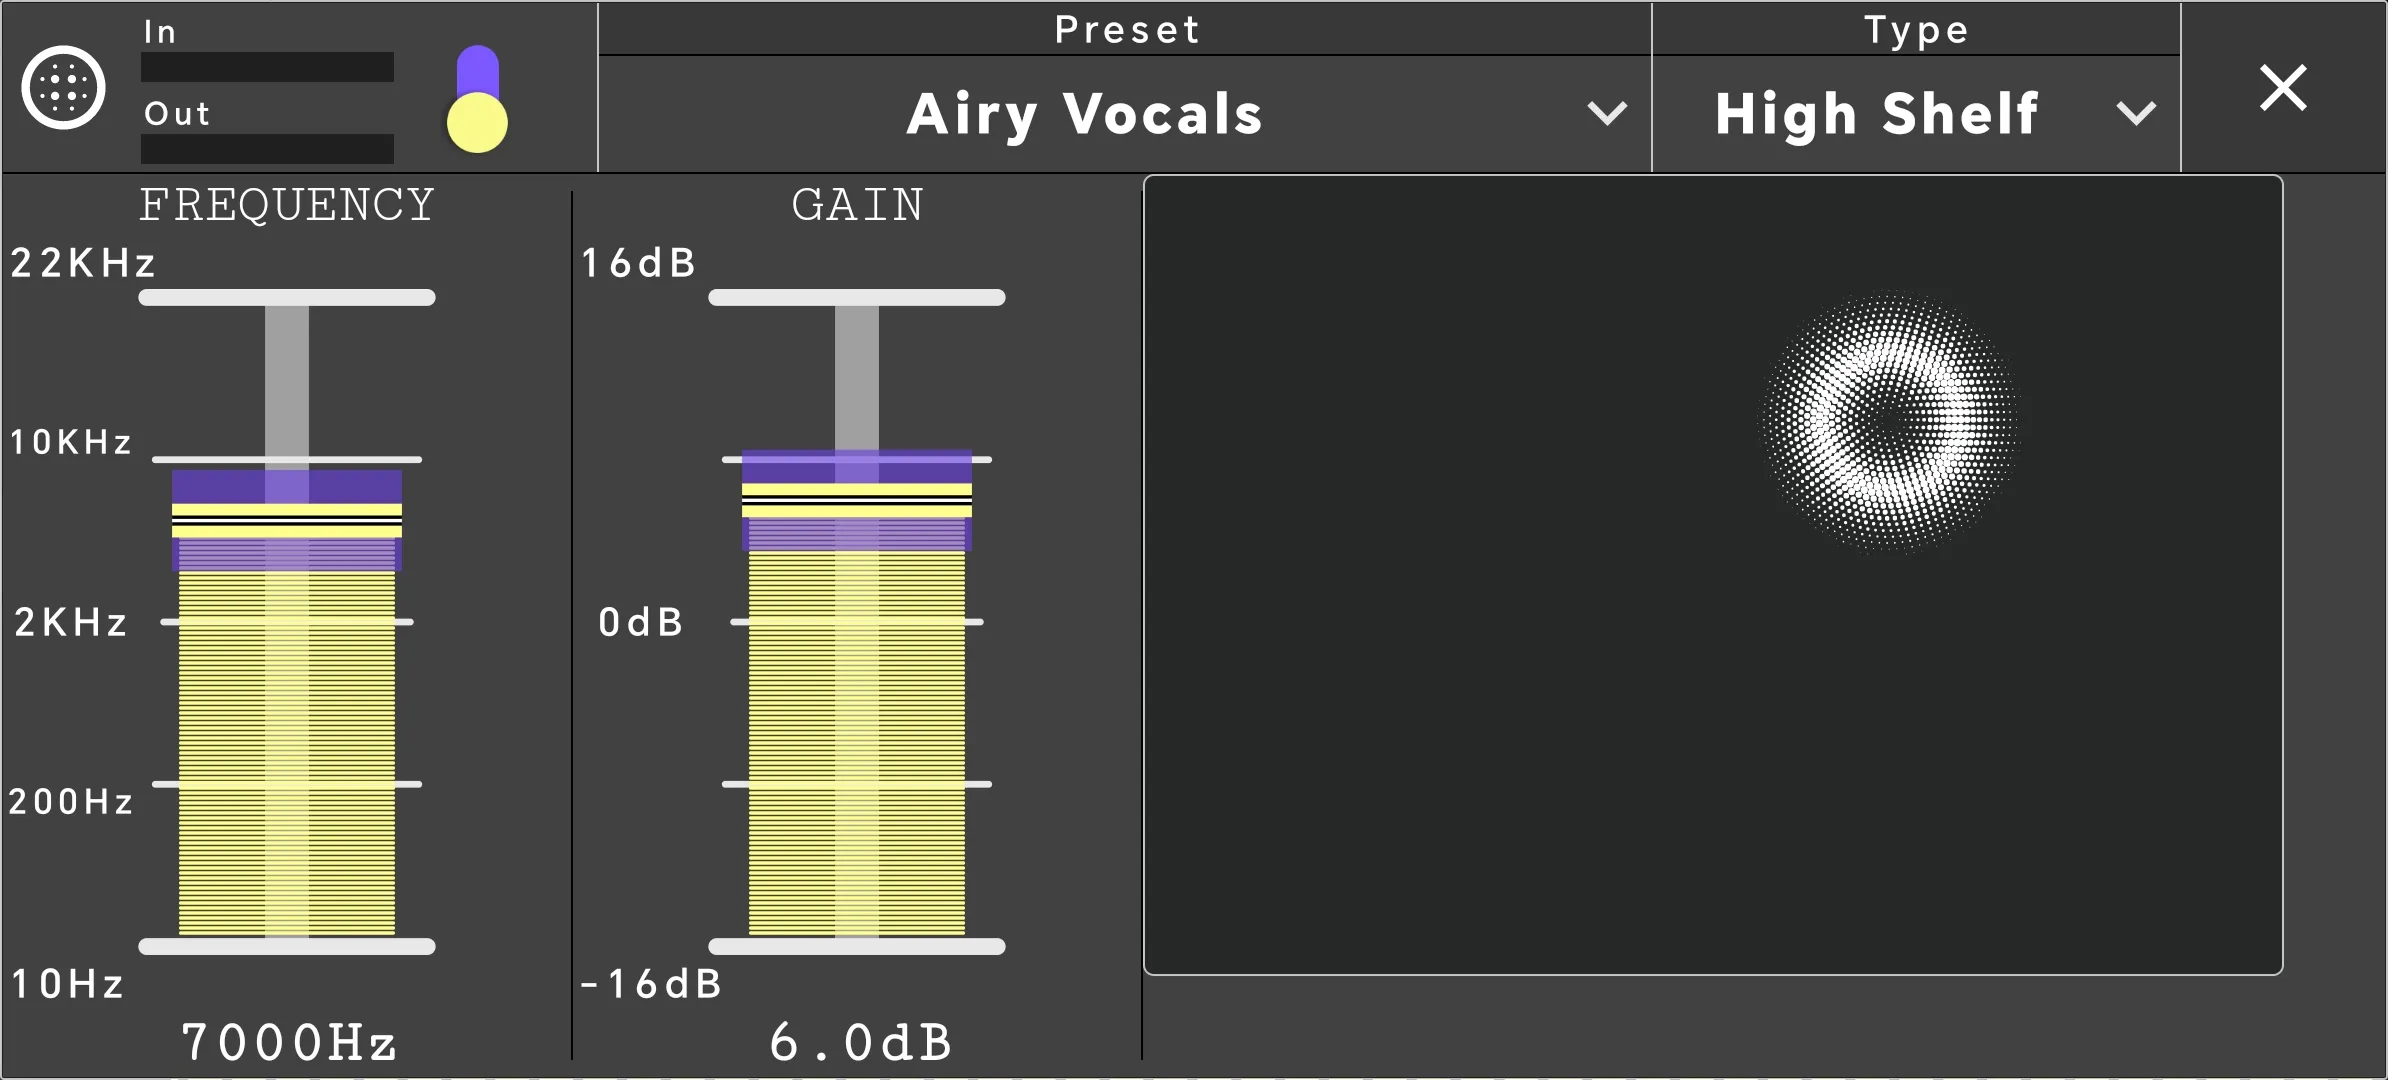 In
Out
Preset
Airy Vocals
Type
High Shelf
FREQUENCY
22KHz
10KHz
2KHz
200Hz
10Hz
7000Hz
GAIN
16dB
0dB
-16dB
6.0dB